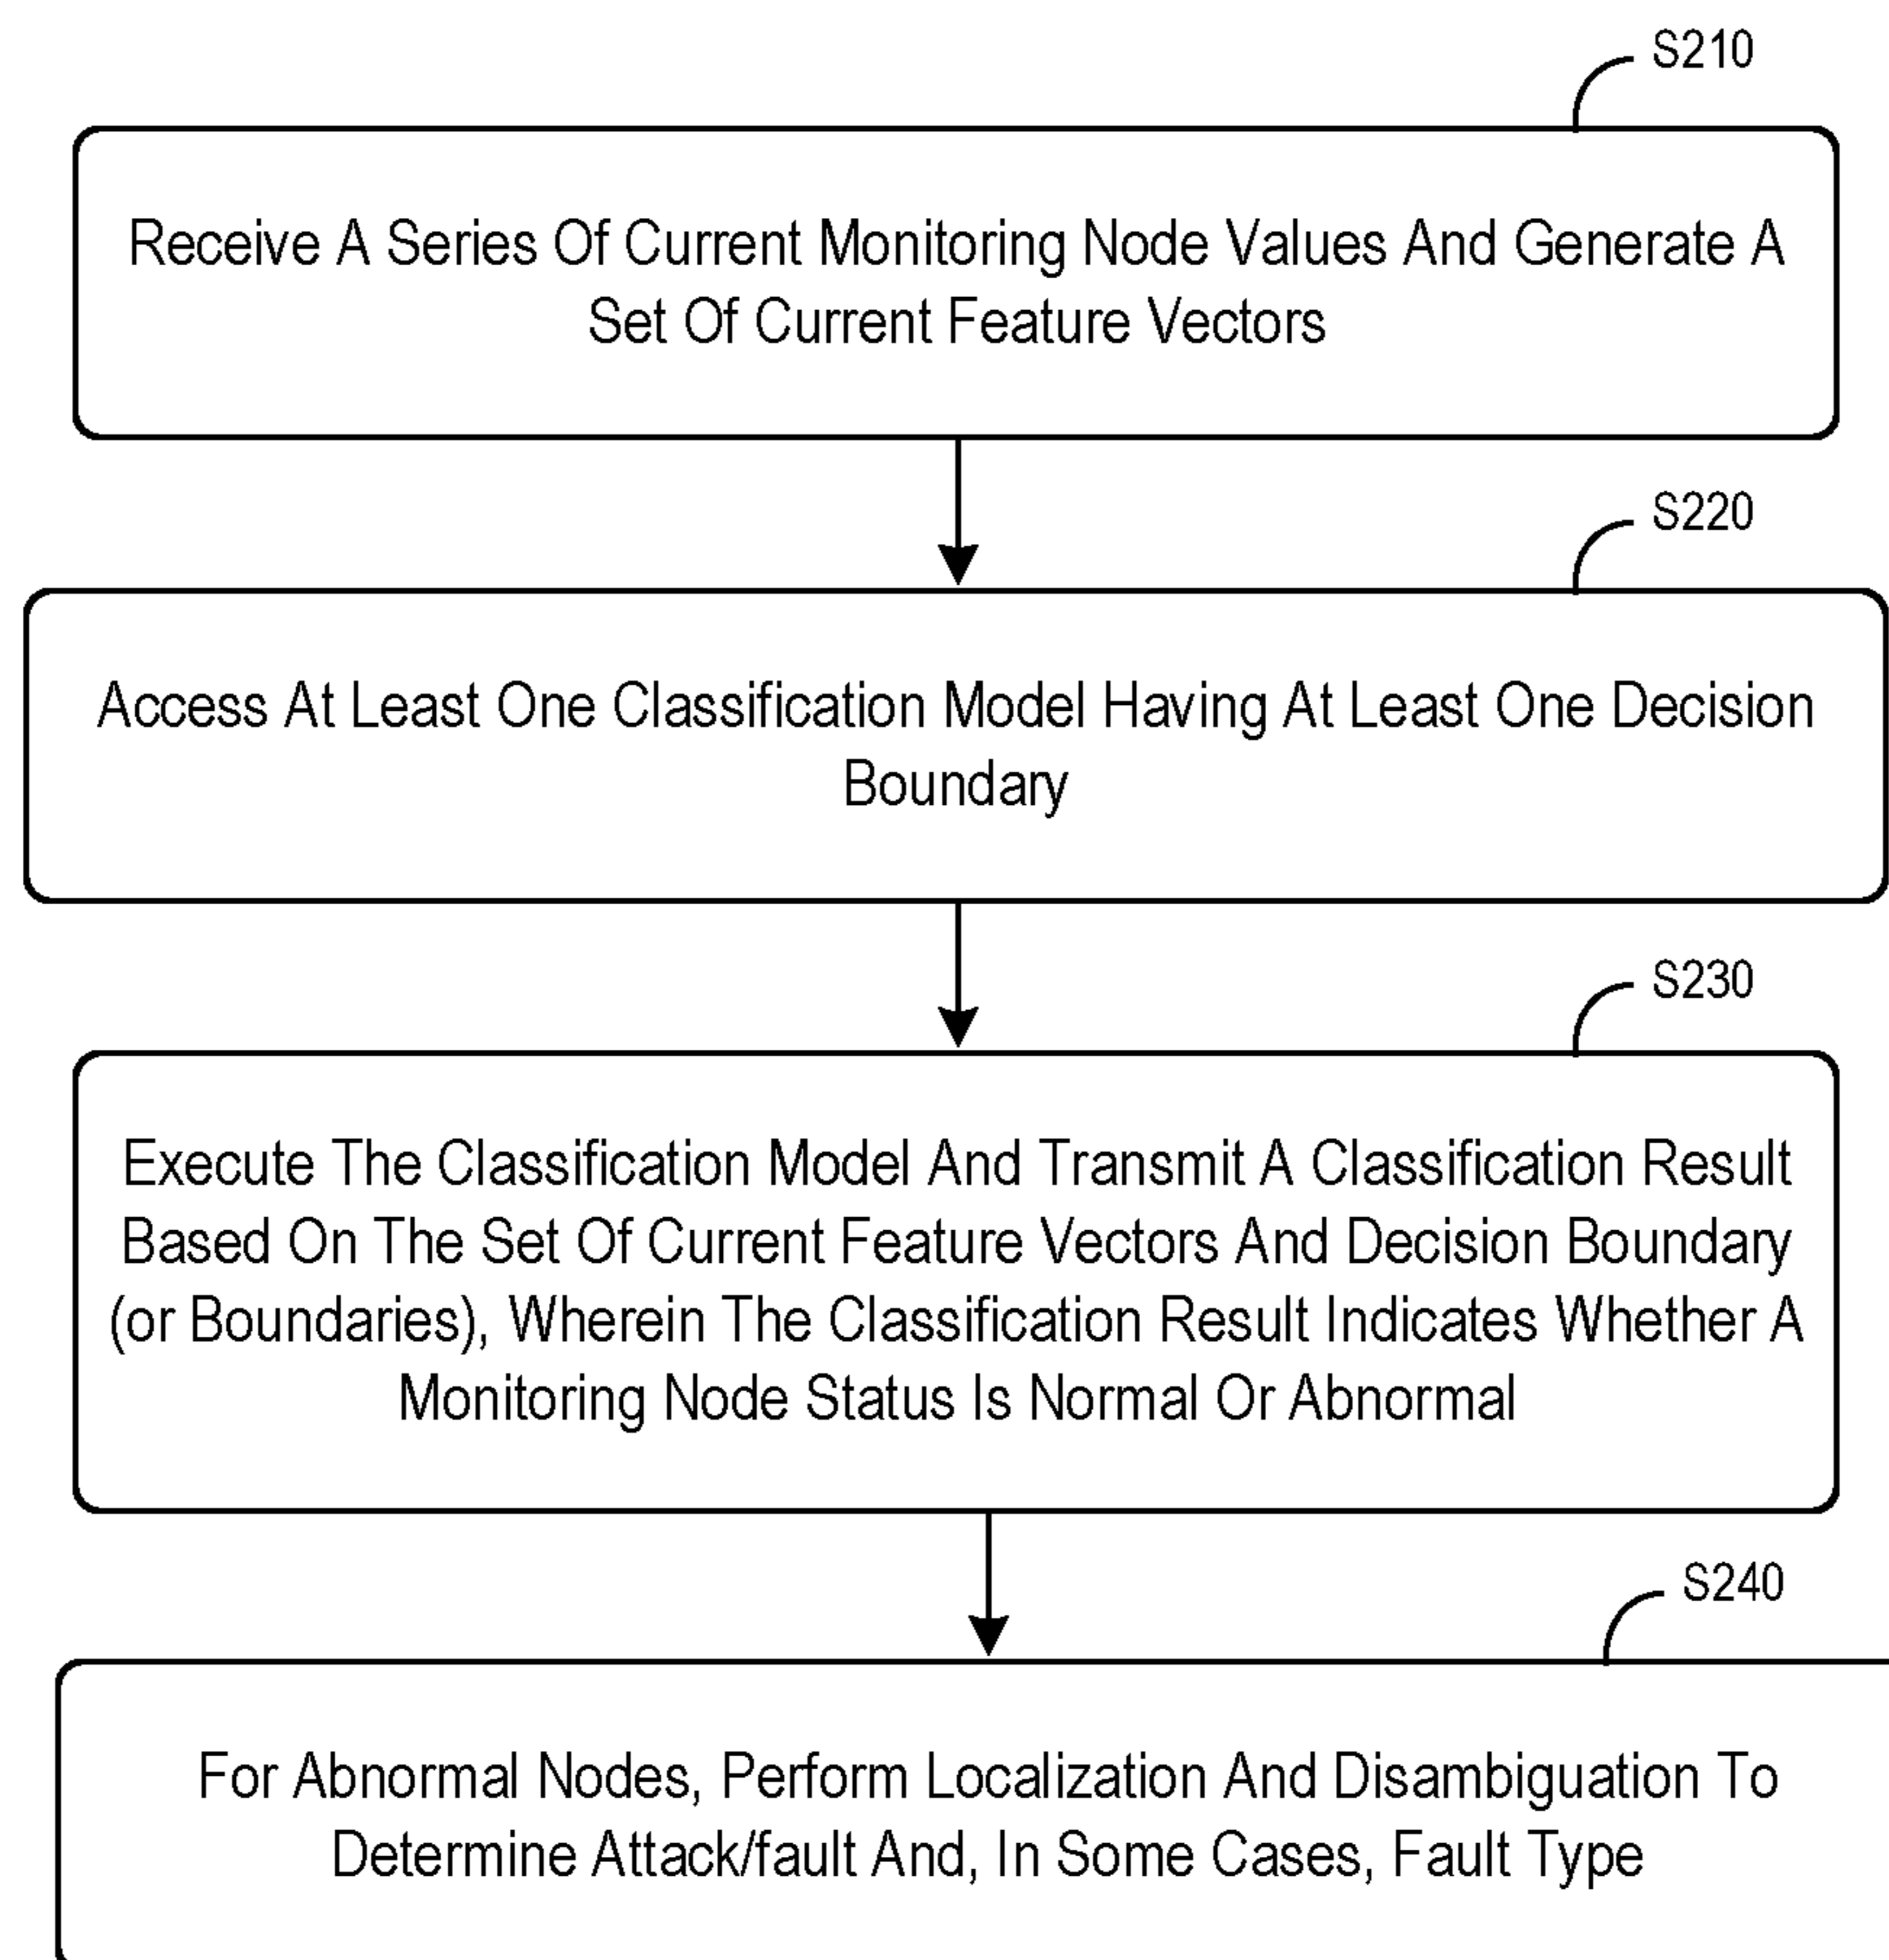 S210
Receive A Series Of Current Monitoring Node Values And Generate A
Set Of Current Feature Vectors
S220
Access At Least One Classification Model Having At Least One Decision
Boundary
S230
Execute The Classification Model And Transmit A Classification Result
Based On The Set Of Current Feature Vectors And Decision Boundary
(or Boundaries), Wherein The Classification Result Indicates Whether A
Monitoring Node Status Is Normal Or Abnormal
S240
For Abnormal Nodes, Perform Localization And Disambiguation To
Determine Attack/fault And, In Some Cases, Fault Type